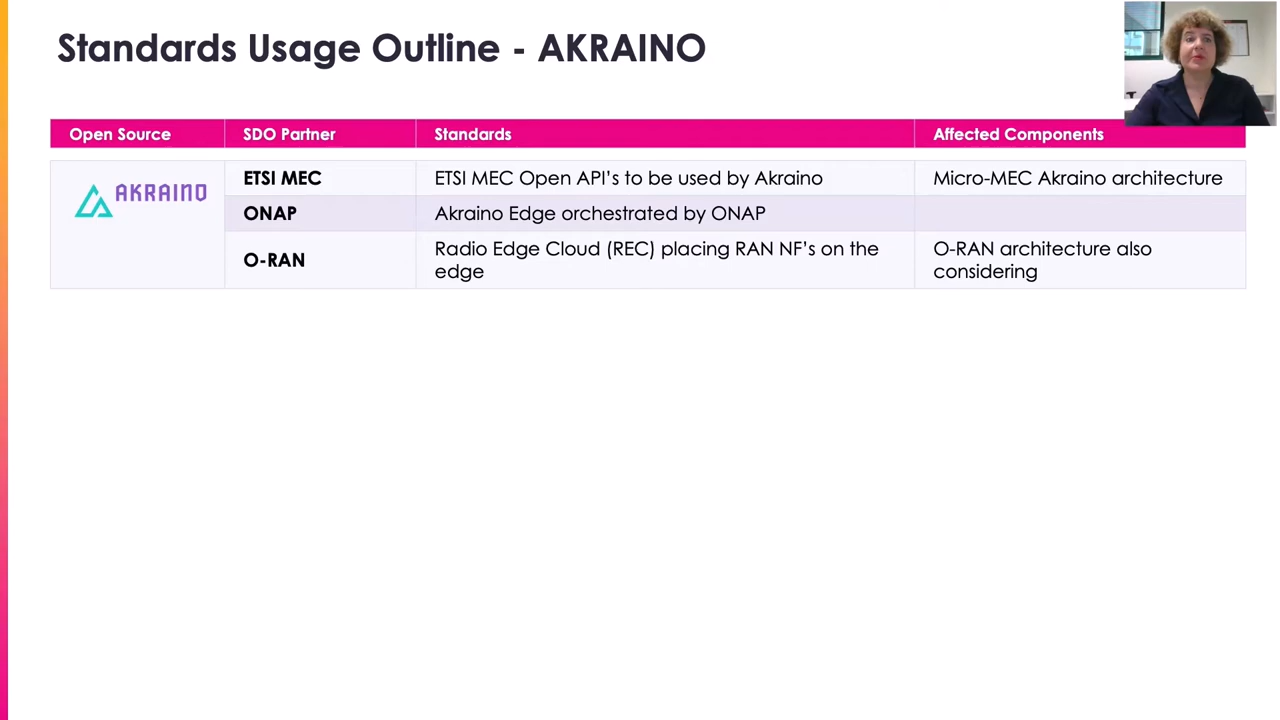 Standards Usage Outline - AKRAINO
Open Source SDO Partner Standards Affected Components
AKRAINO
ETSI MEC ETSI MEC Open API's to be used by Akraino Micro-MEC Akraino architecture
ONAP Akraino Edge orchestrated by ONAP
O-RAN
Radio Edge Cloud (REC) placing RAN NF's on the
edge
O-RAN architecture also
considering